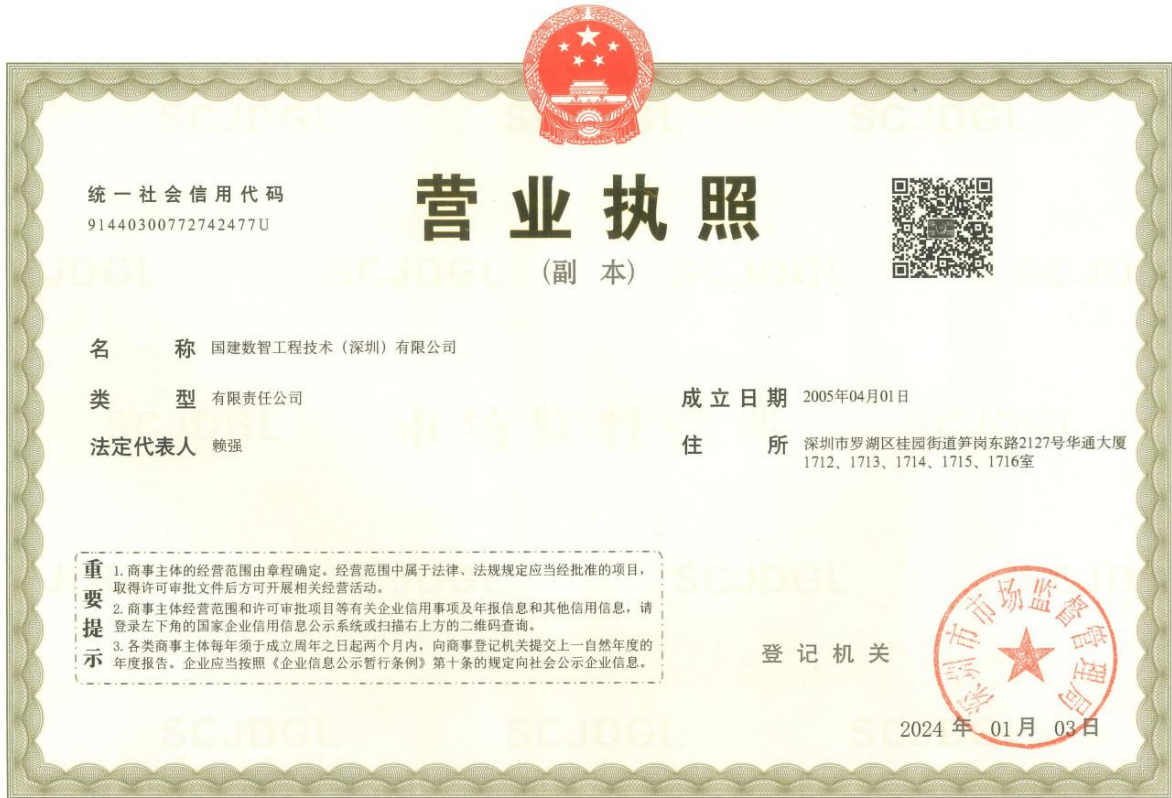 统一社会信用代码
91440300772742477U
营业执照
(副 本)
名 称 国建数智工程技术（深圳）有限公司
类 型 有限责任公司
法定代表人 赖强
成立日期 2005年04月01日
住 所 深圳市罗湖区桂园街道笋岗东路2127号华通大厦
1712、1713、1714、1715、1716室
重要提示
1. 商事主体的经营范围由章程确定。经营范围中属于法律、法规规定应当经批准的项目，
取得许可审批文件后方可开展相关经营活动。
2. 商事主体经营范围和许可审批项目等有关企业信用事项及年报信息和其他信用信息，请
登录左下角的国家企业信用信息公示系统或扫描右上方的二维码查询。
3. 各类商事主体每年须于成立周年之日起两个月内，向商事登记机关提交上一自然年度的
年度报告。企业应当按照《企业信息公示暂行条例》第十条的规定向社会公示企业信息。
登记机关
深圳市市场监督管理局
2024 年 01 月 03 日
SCJDGL SCJDGL
SCJDGL
SCJDGL
SCJDGL
SCJDGL SCJDGL SCJDGL